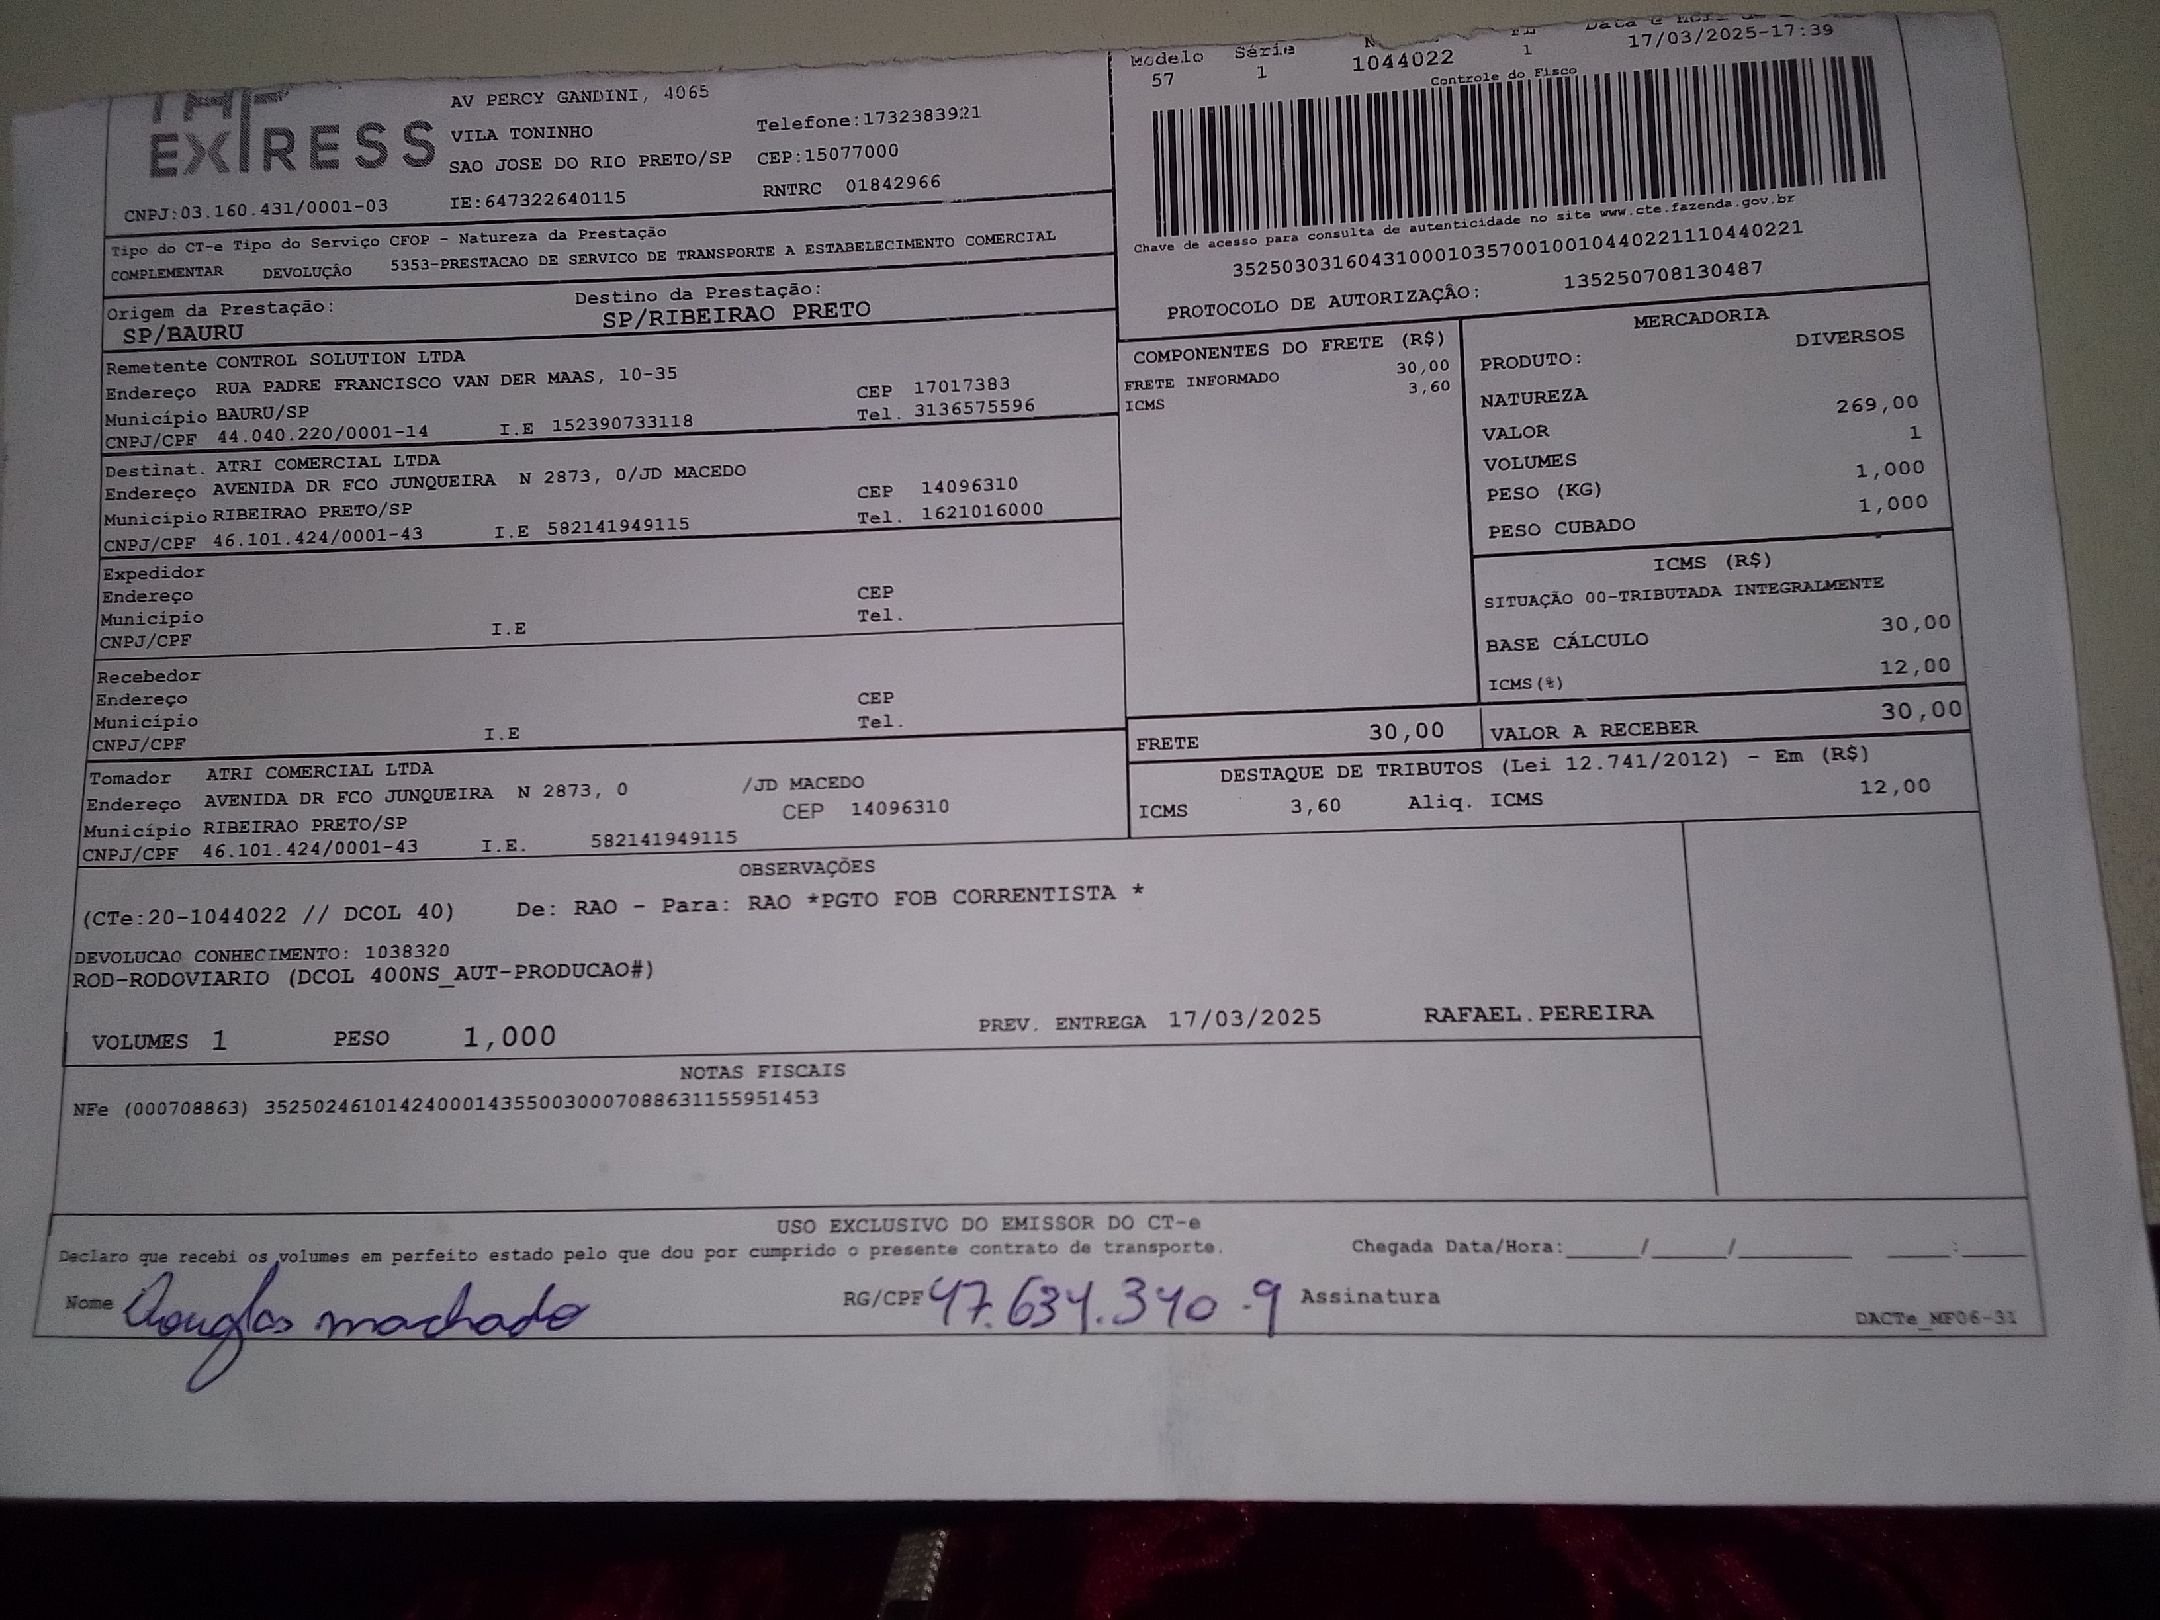 EXPRESS
AV PERCY GANDINI, 4065
VILA TONINHO
Telefone:1732383921
SAO JOSE DO RIO PRETO/SP CEP:15077000
CNPJ:03.160.431/0001-03 IE:647322640115 RNTRC 01842966
Modelo Série
57 1 1044022 1 17/03/2025-17:39
Controle do Fisco
Chave de acesso para consulta de autenticidade no site www.cte.fazenda.gov.br
35250303160431000103570010010440221110440221
PROTOCOLO DE AUTORIZAÇÂO: 135250708130487
Tipo do CT-e Tipo do Serviço CFOP - Natureza da Prestação
COMPLEMENTAR DEVOLUÇÂO 5353-PRESTACAO DE SERVICO DE TRANSPORTE A ESTABELECIMENTO COMERCIAL
Origem da Prestação: Destino da Prestação:
SP/BAURU SP/RIBEIRAO PRETO
Remetente CONTROL SOLUTION LTDA
Endereço RUA PADRE FRANCISCO VAN DER MAAS, 10-35 CEP 17017383
Município BAURU/SP Tel. 3136575596
CNPJ/CPF 44.040.220/0001-14 I.E 152390733118
Destinat. ATRI COMERCIAL LTDA
Endereço AVENIDA DR FCO JUNQUEIRA N 2873, 0/JD MACEDO CEP 14096310
Município RIBEIRAO PRETO/SP Tel. 1621016000
CNPJ/CPF 46.101.424/0001-43 I.E 582141949115
Expedidor
Endereço CEP
Município Tel.
CNPJ/CPF I.E
Recebedor
Endereço CEP
Município Tel.
CNPJ/CPF I.E
Tomador ATRI COMERCIAL LTDA
Endereço AVENIDA DR FCO JUNQUEIRA N 2873, 0 /JD MACEDO
Município RIBEIRAO PRETO/SP CEP 14096310
CNPJ/CPF 46.101.424/0001-43 I.E. 582141949115
COMPONENTES DO FRETE (R$)
FRETE INFORMADO 30,00
ICMS 3,60
MERCADORIA
PRODUTO: DIVERSOS
NATUREZA
VALOR 269,00
VOLUMES 1
PESO (KG) 1,000
PESO CUBADO 1,000
ICMS (R$)
SITUAÇÃO 00-TRIBUTADA INTEGRALMENTE
BASE CÁLCULO 30,00
ICMS(%) 12,00
FRETE 30,00 VALOR A RECEBER 30,00
DESTAQUE DE TRIBUTOS (Lei 12.741/2012) - Em (R$)
ICMS 3,60 Aliq. ICMS 12,00
OBSERVAÇÕES
(CTe:20-1044022 // DCOL 40) De: RAO - Para: RAO *PGTO FOB CORRENTISTA *
DEVOLUCAO CONHECIMENTO: 1038320
ROD-RODOVIARIO (DCOL 400NS_AUT-PRODUCAO#)
VOLUMES 1 PESO 1,000 PREV. ENTREGA 17/03/2025 RAFAEL.PEREIRA
NOTAS FISCAIS
NFe (000708863) 35250246101424000143550030007088631155951453
USO EXCLUSIVO DO EMISSOR DO CT-e
Declaro que recebi os volumes em perfeito estado pelo que dou por cumprido o presente contrato de transporte. Chegada Data/Hora:_____/_____/________ ____:____
Nome Douglas machado RG/CPF 47.634.340-9 Assinatura
DACTe_MF06-31